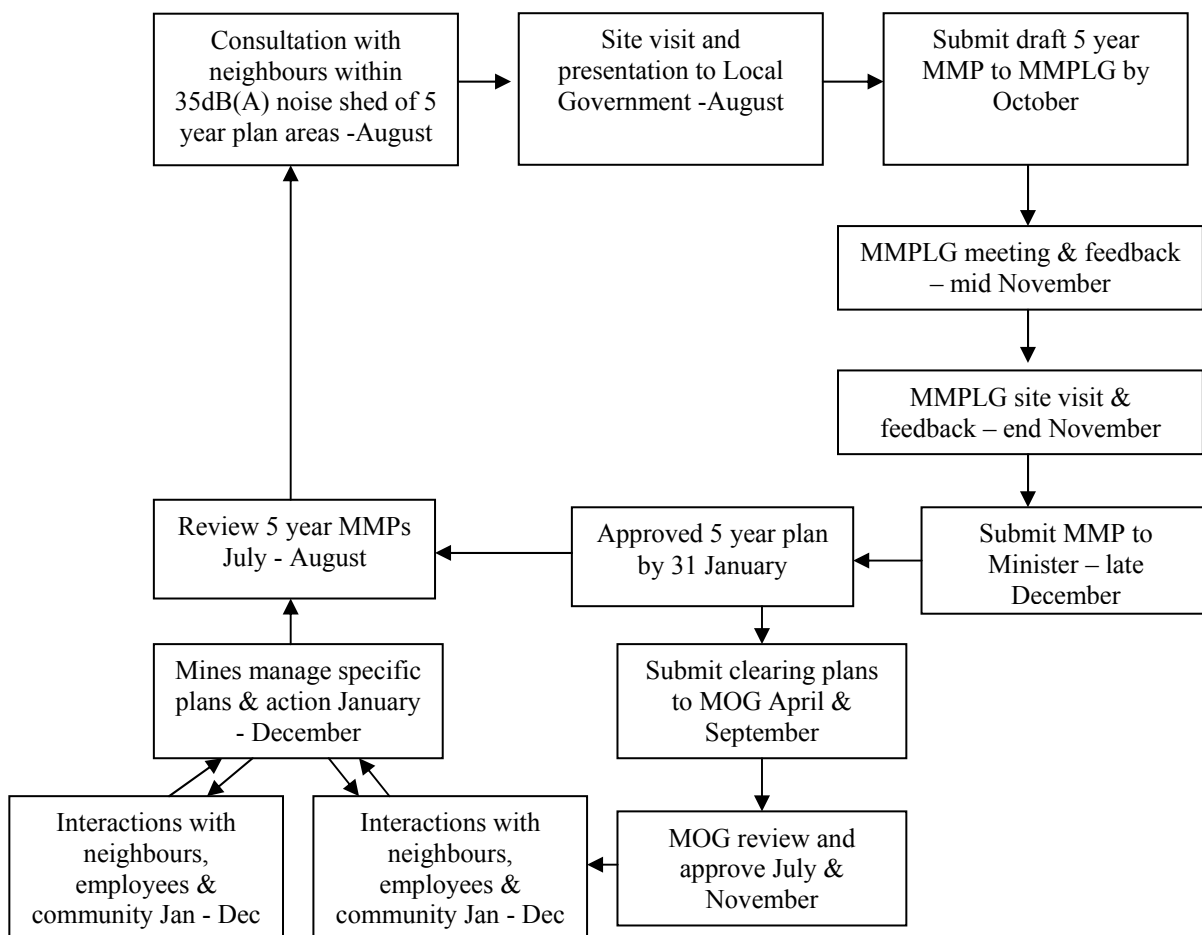 Consultation with
neighbours within
35dB(A) noise shed of 5
year plan areas -August
Site visit and
presentation to Local
Government -August
Submit draft 5 year
MMP to MMPLG by
October
MMPLG meeting & feedback
– mid November
MMPLG site visit &
feedback – end November
Submit MMP to
Minister – late
December
Approved 5 year plan
by 31 January
Review 5 year MMPs
July - August
Submit clearing plans
to MOG April &
September
MOG review and
approve July &
November
Mines manage specific
plans & action January
- December
Interactions with
neighbours,
employees &
community Jan - Dec
Interactions with
neighbours,
employees &
community Jan - Dec